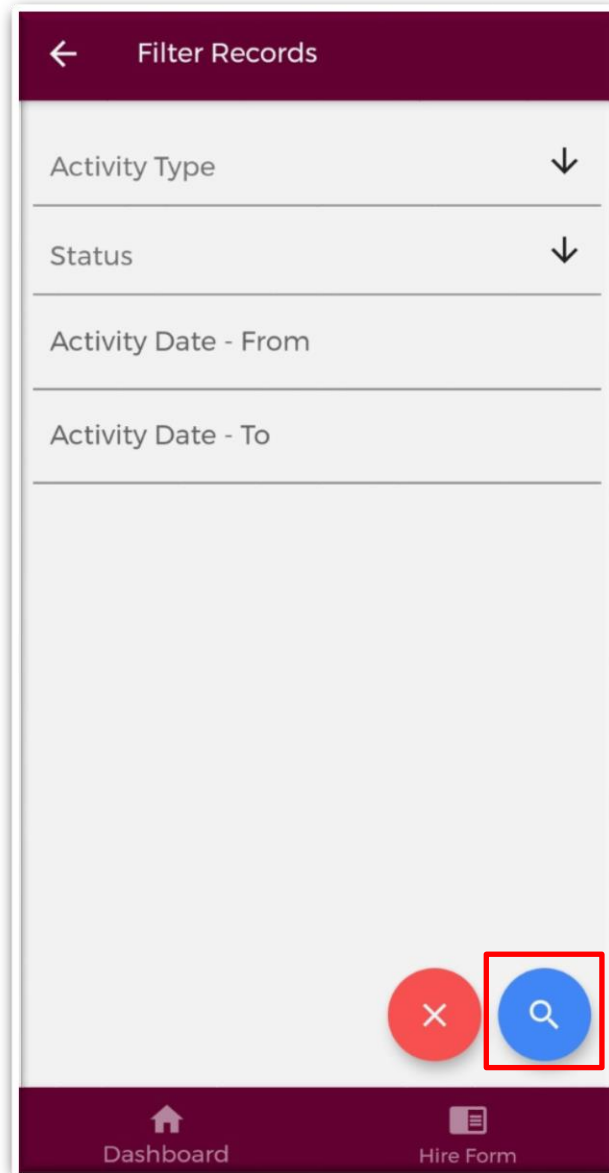 Filter Records
Activity Type
Status
Activity Date - From
Activity Date - To
Dashboard
Hire Form